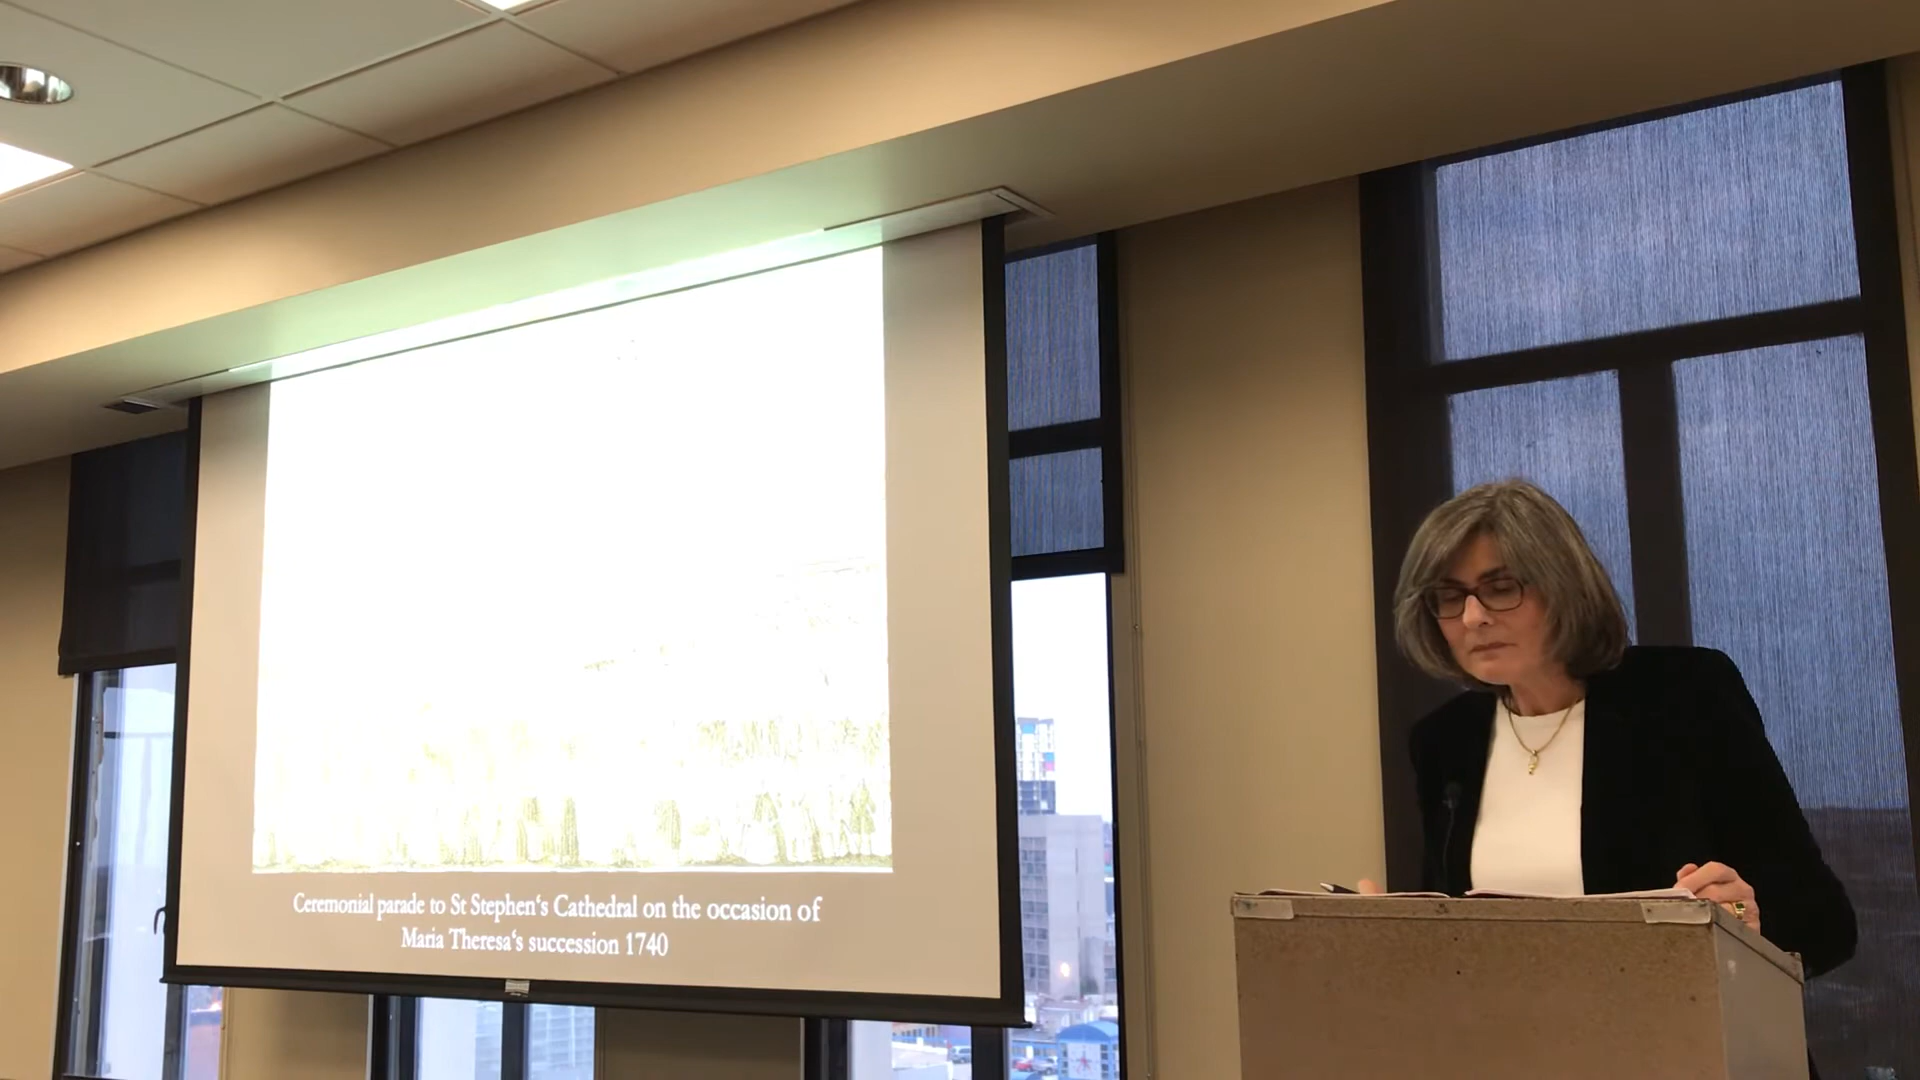 Ceremonial parade to St Stephen‘s Cathedral on the occasion of
Maria Theresa‘s succession 1740